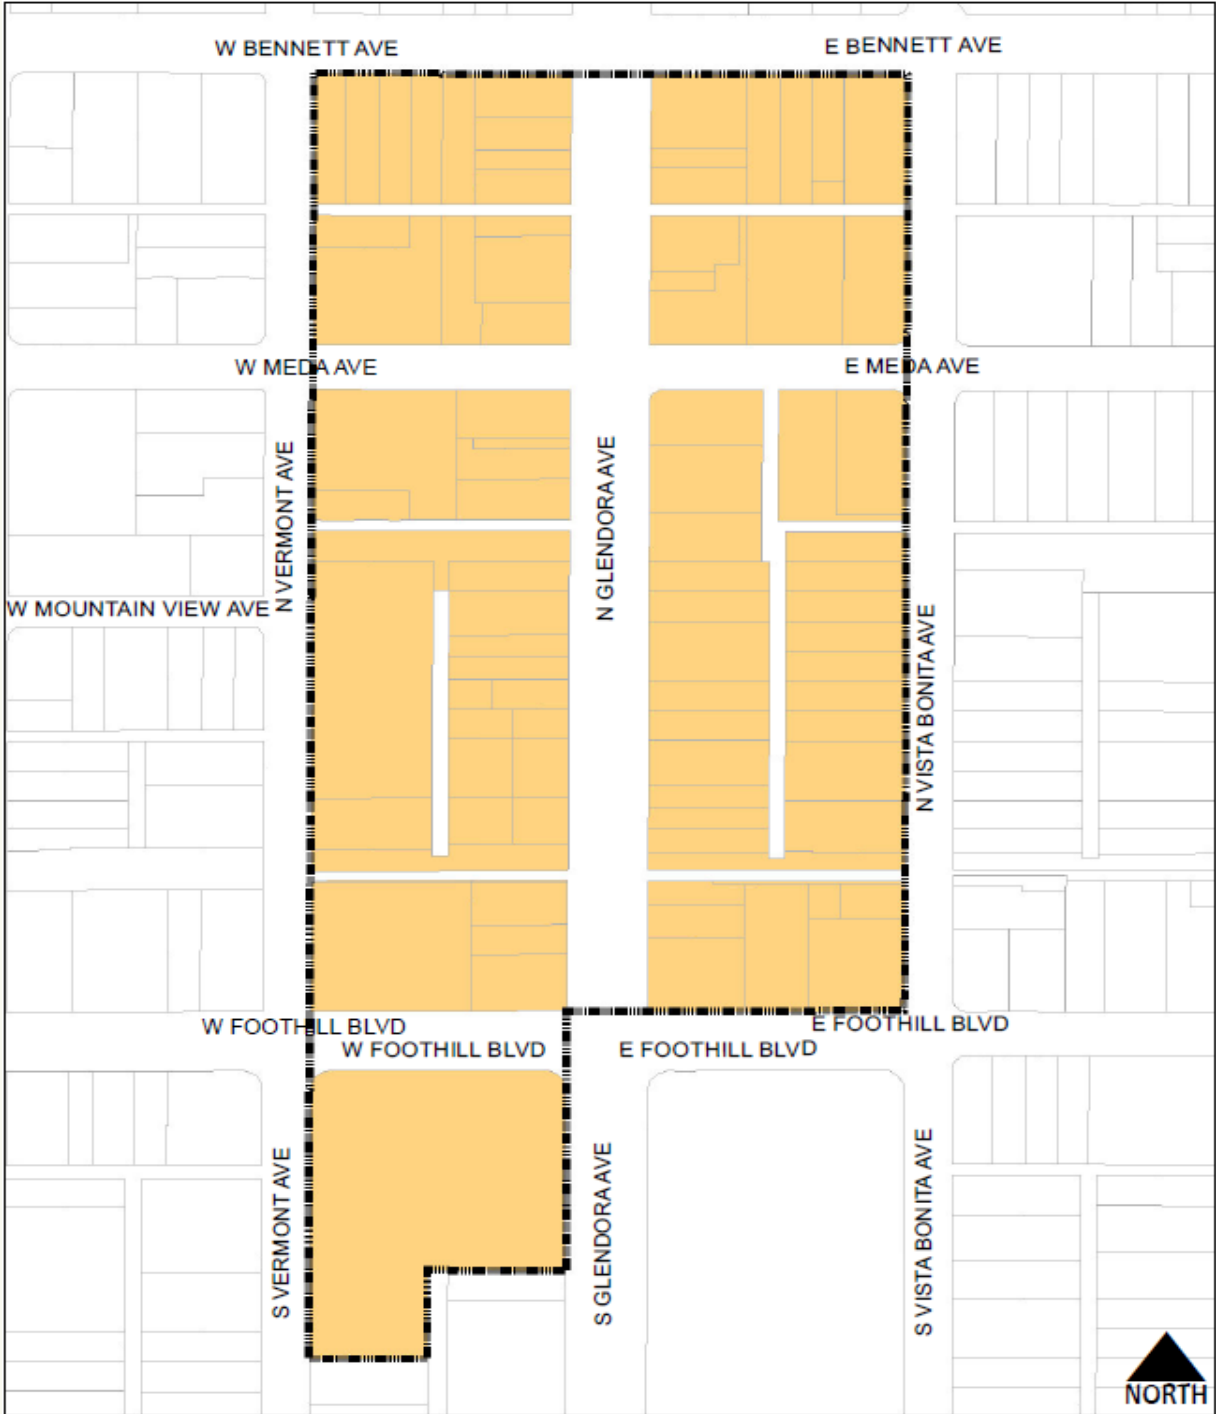 W BENNETT AVE
E BENNETT AVE
W MEDA AVE
E MEDA AVE
N VERMONT AVE
N GLENDORA AVE
W MOUNTAIN VIEW AVE
N VISTA BONITA AVE
W FOOTHILL BLVD
E FOOTHILL BLVD
W FOOTHILL BLVD
E FOOTHILL BLVD
S VERMONT AVE
S GLENDORA AVE
S VISTA BONITA AVE
NORTH